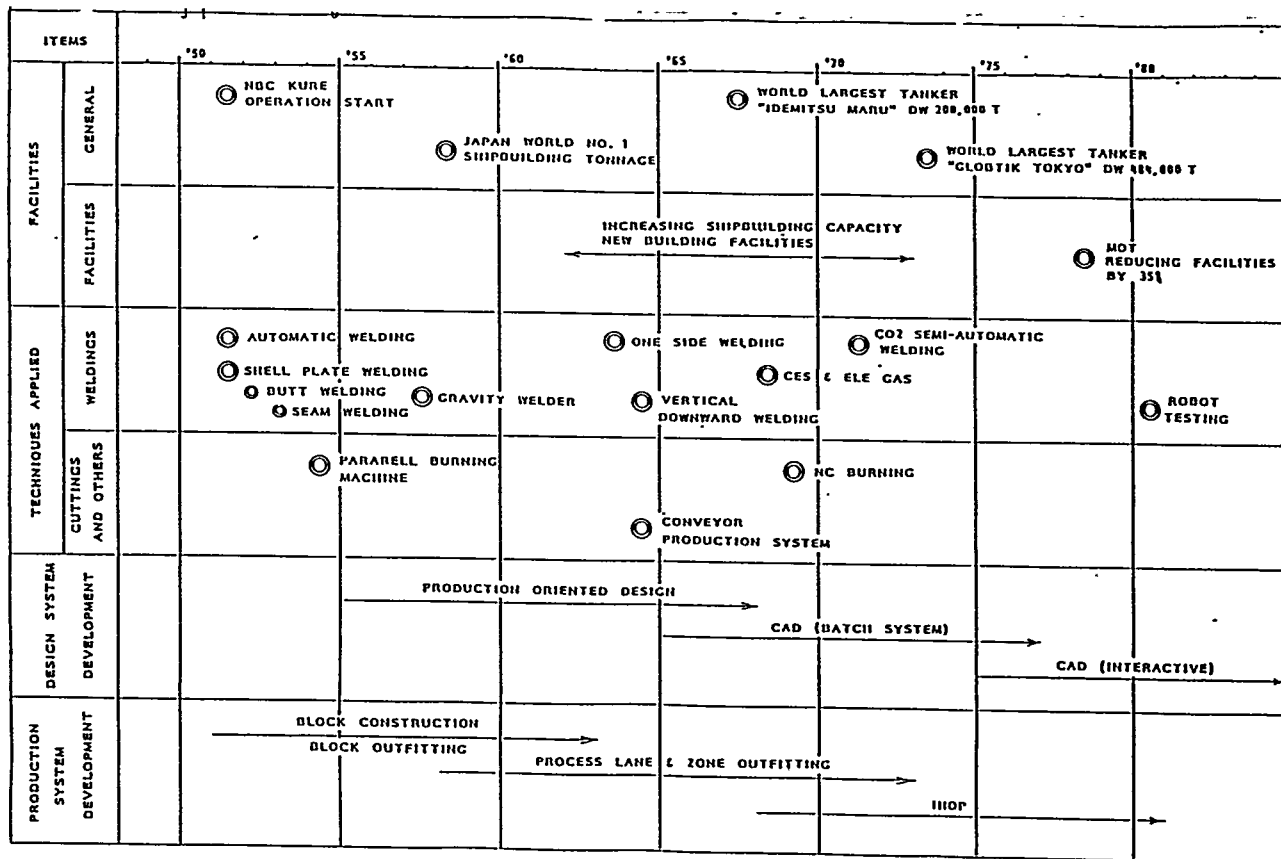 ITEMS
'50
'55
'60
'65
'70
'75
'80
FACILITIES
GENERAL
NBC KURE
OPERATION START
WORLD LARGEST TANKER
"IDEMITSU MARU" DW 200,000 T
JAPAN WORLD NO. 1
SHIPBUILDING TONNAGE
WORLD LARGEST TANKER
"GLOBTIK TOKYO" DW 484,000 T
FACILITIES
INCREASING SHIPBUILDING CAPACITY
NEW BUILDING FACILITIES
MOT
REDUCING FACILITIES
BY 35%
TECHNIQUES APPLIED
WELDINGS
AUTOMATIC WELDING
ONE SIDE WELDING
CO2 SEMI-AUTOMATIC
WELDING
SHELL PLATE WELDING
CES & ELE GAS
BUTT WELDING
GRAVITY WELDER
VERTICAL
DOWNWARD WELDING
ROBOT
TESTING
SEAM WELDING
CUTTINGS
AND OTHERS
PARARELL BURNING
MACHINE
NC BURNING
CONVEYOR
PRODUCTION SYSTEM
DESIGN SYSTEM
DEVELOPMENT
PRODUCTION ORIENTED DESIGN
CAD (BATCH SYSTEM)
CAD (INTERACTIVE)
PRODUCTION
SYSTEM
DEVELOPMENT
BLOCK CONSTRUCTION
BLOCK OUTFITTING
PROCESS LANE & ZONE OUTFITTING